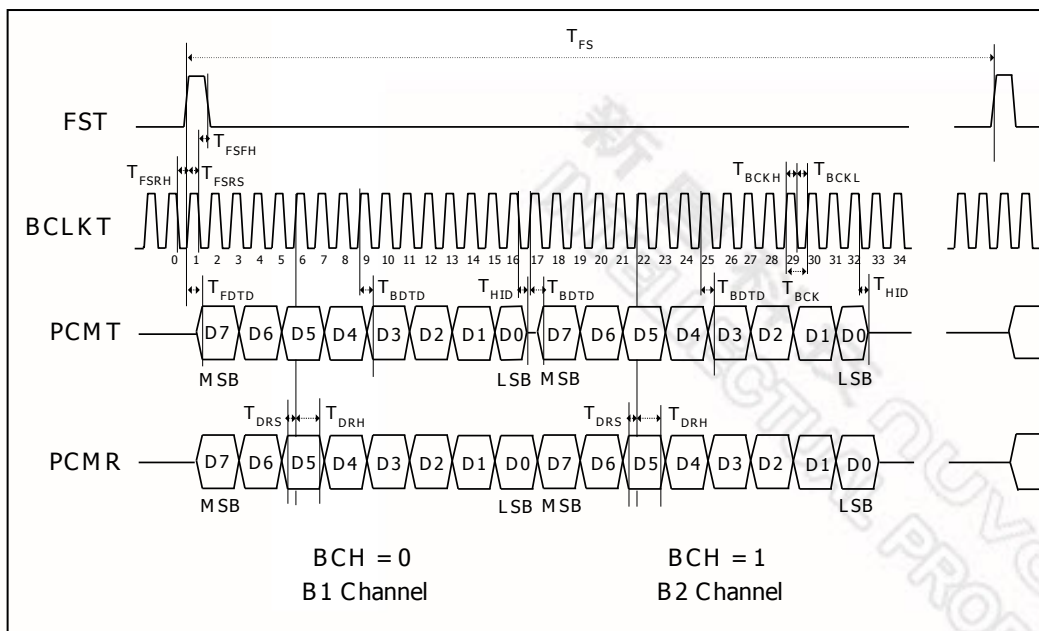 T_FS
FST
T_FSFH
T_FSRH T_FSRS T_BCKH T_BCKL
BCLKT
0 1 2 3 4 5 6 7 8 9 10 11 12 13 14 15 16 17 18 19 20 21 22 23 24 25 26 27 28 29 30 31 32 33 34
T_FDTD T_BDTD T_HID T_BDTD T_BDTD T_BCK T_HID
PCMT D7 D6 D5 D4 D3 D2 D1 D0 D7 D6 D5 D4 D3 D2 D1 D0
MSB LSB MSB LSB
T_DRS T_DRH T_DRS T_DRH
PCMR D7 D6 D5 D4 D3 D2 D1 D0 D7 D6 D5 D4 D3 D2 D1 D0
MSB LSB MSB LSB
BCH = 0 BCH = 1
B1 Channel B2 Channel